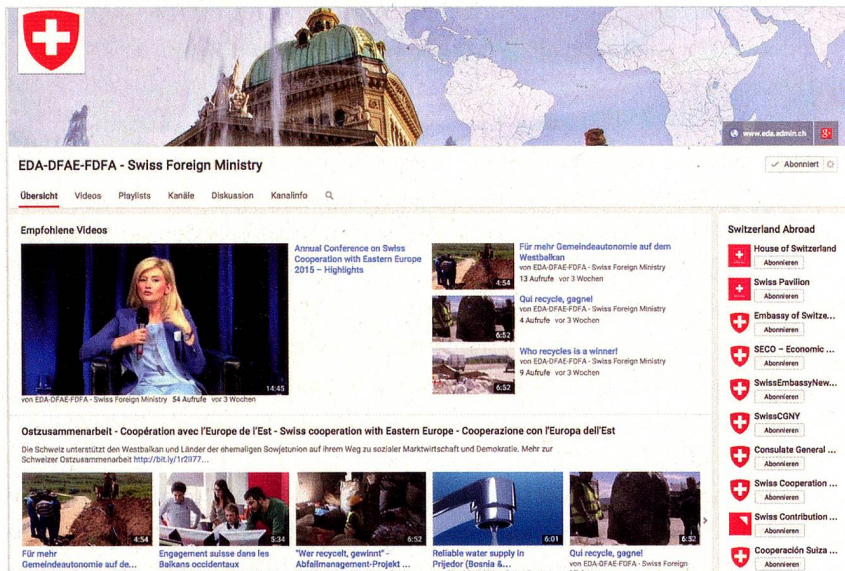 www.eda.admin.ch
EDA-DFAE-FDFA - Swiss Foreign Ministry
Abonniert
Übersicht Videos Playlists Kanäle Diskussion Kanalinfo
Empfohlene Videos
14:45
Annual Conference on Swiss
Cooperation with Eastern Europe
2015 – Highlights
von EDA-DFAE-FDFA - Swiss Foreign Ministry 54 Aufrufe vor 3 Wochen
4:54
Für mehr Gemeindeautonomie auf dem
Westbalkan
von EDA-DFAE-FDFA - Swiss Foreign Ministry
13 Aufrufe vor 3 Wochen
6:52
Qui recycle, gagne!
von EDA-DFAE-FDFA - Swiss Foreign Ministry
4 Aufrufe vor 3 Wochen
6:52
Who recycles is a winner!
von EDA-DFAE-FDFA - Swiss Foreign Ministry
9 Aufrufe vor 3 Wochen
Ostzusammenarbeit - Coopération avec l'Europe de l'Est - Swiss cooperation with Eastern Europe - Cooperazione con l'Europa dell'Est
Die Schweiz unterstützt den Westbalkan und Länder der ehemaligen Sowjetunion auf ihrem Weg zu sozialer Marktwirtschaft und Demokratie. Mehr zur
Schweizer Ostzusammenarbeit
4:54
Für mehr
Gemeindeautonomie auf de...
5:34
Engagement suisse dans les
Balkans occidentaux
6:52
"Wer recycelt, gewinnt" -
Abfallmanagement-Projekt ...
6:01
Reliable water supply in
Prijedor (Bosnia &...
6:52
Qui recycle, gagne!
von EDA-DFAE-FDFA - Swiss Foreign
Switzerland Abroad
House of Switzerland
Abonnieren
Swiss Pavilion
Abonnieren
Embassy of Switze...
Abonnieren
SECO – Economic ...
Abonnieren
SwissEmbassyNew...
Abonnieren
SwissCGNY
Abonnieren
Consulate General ...
Abonnieren
Swiss Cooperation ...
Abonnieren
Swiss Contribution ...
Abonnieren
Cooperación Suiza ...
Abonnieren